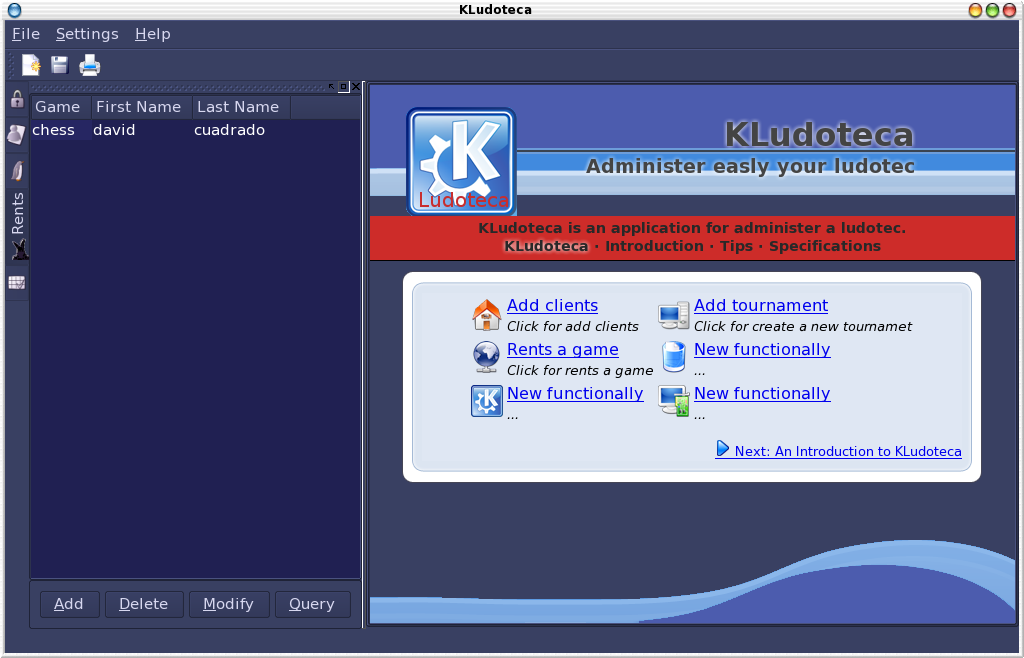 KLudoteca
File Settings Help
Game First Name Last Name
chess david cuadrado
Rents
Add Delete Modify Query
K
Ludoteca
KLudoteca
Administer easly your ludotec
KLudoteca is an application for administer a ludotec.
KLudoteca · Introduction · Tips · Specifications
Add clients
Click for add clients
Add tournament
Click for create a new tournamet
Rents a game
Click for rents a game
New functionally
...
New functionally
...
New functionally
...
Next: An Introduction to KLudoteca